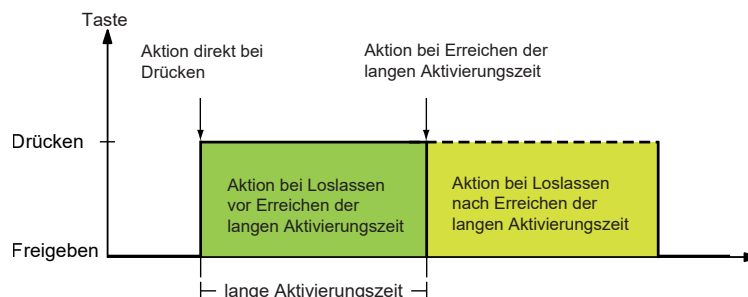 Taste
Aktion direkt bei
Drücken
Aktion bei Erreichen der
langen Aktivierungszeit
Drücken
Aktion bei Loslassen
vor Erreichen der
langen Aktivierungszeit
Aktion bei Loslassen
nach Erreichen der
langen Aktivierungszeit
Freigeben
lange Aktivierungszeit